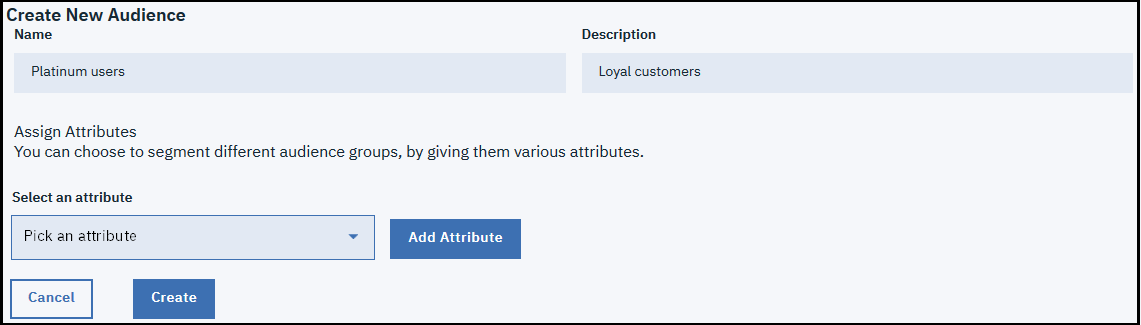 Create New Audience
Name
Description
Platinum users
Loyal customers
Assign Attributes
You can choose to segment different audience groups, by giving them various attributes.
Select an attribute
Pick an attribute
Add Attribute
Cancel
Create